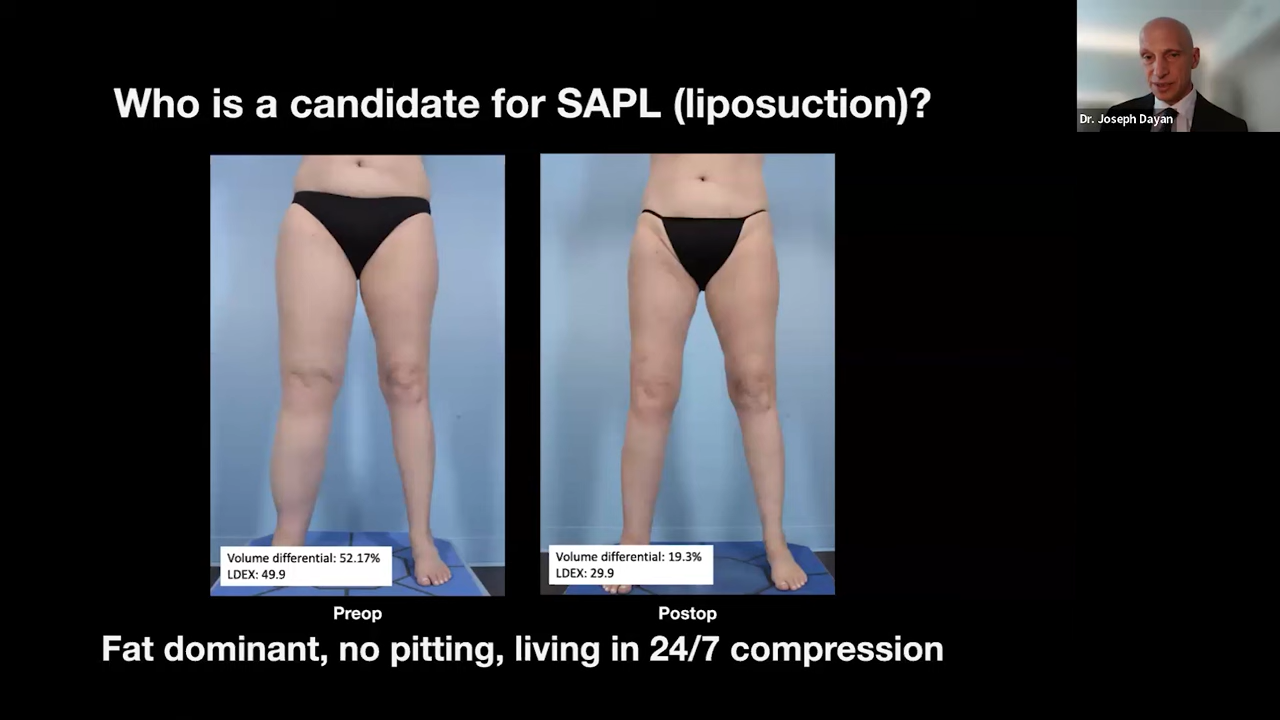 Who is a candidate for SAPL (liposuction)?
Dr. Joseph Dayan
Volume differential: 52.17%
LDEX: 49.9
Volume differential: 19.3%
LDEX: 29.9
Preop
Postop
Fat dominant, no pitting, living in 24/7 compression